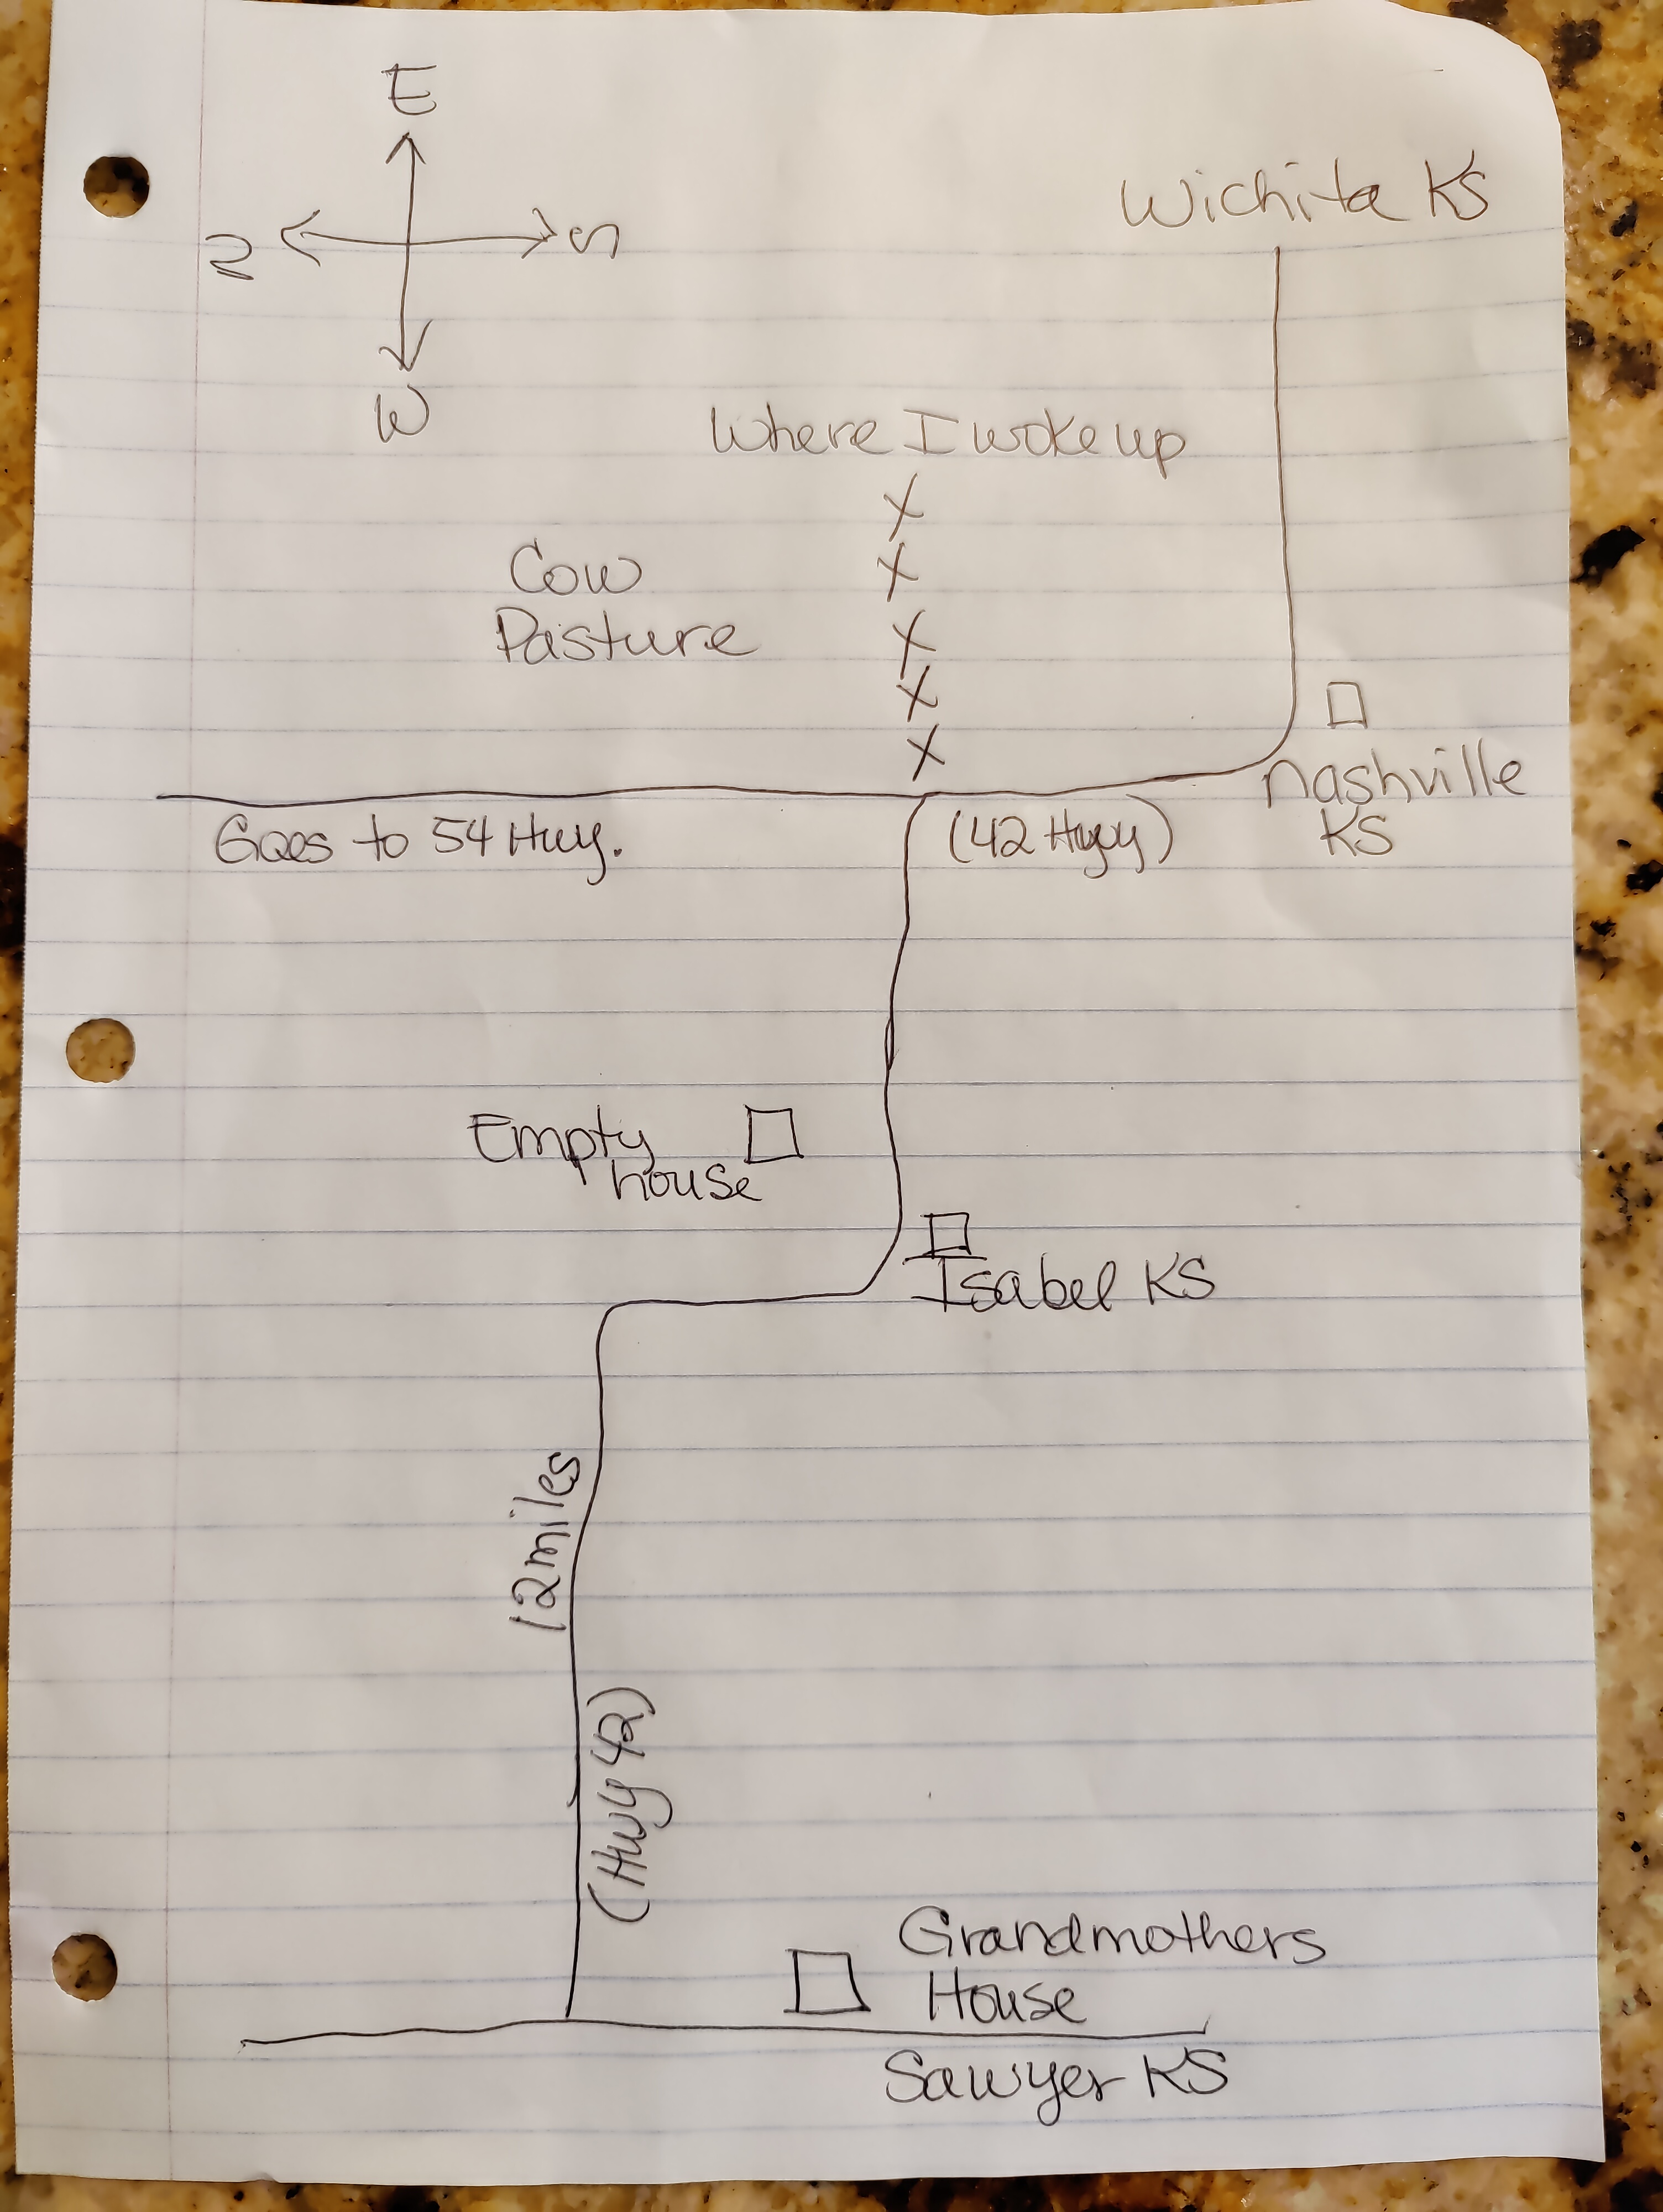 E
Wichita KS
N
S
W
Where I woke up
X
Cow
X
Pasture
X
X
X
Nashville
KS
Goes to 54 Hwy.
(42 Hwy)
Empty
house
Isabel KS
12 miles
(Hwy 42)
Grandmothers
House
Sawyer KS